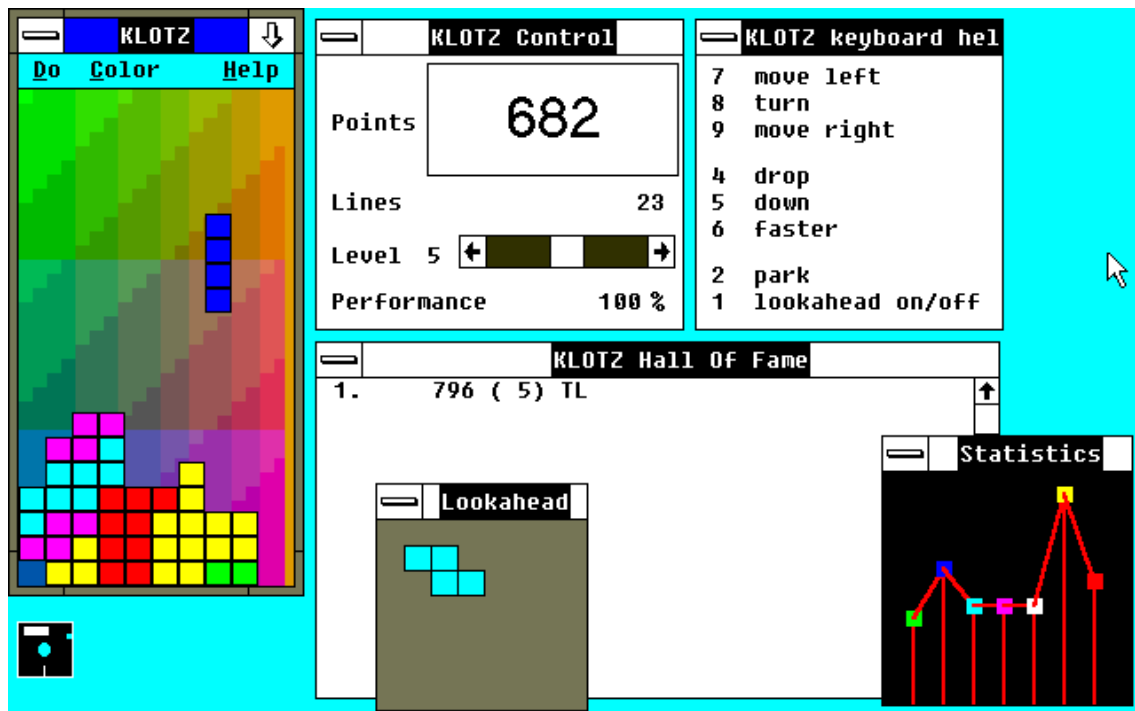 KLOTZ
Do Color Help
KLOTZ Control
Points 682
Lines 23
Level 5
Performance 100 %
KLOTZ keyboard hel
7 move left
8 turn
9 move right
4 drop
5 down
6 faster
2 park
1 lookahead on/off
KLOTZ Hall Of Fame
1. 796 ( 5) TL
Lookahead
Statistics